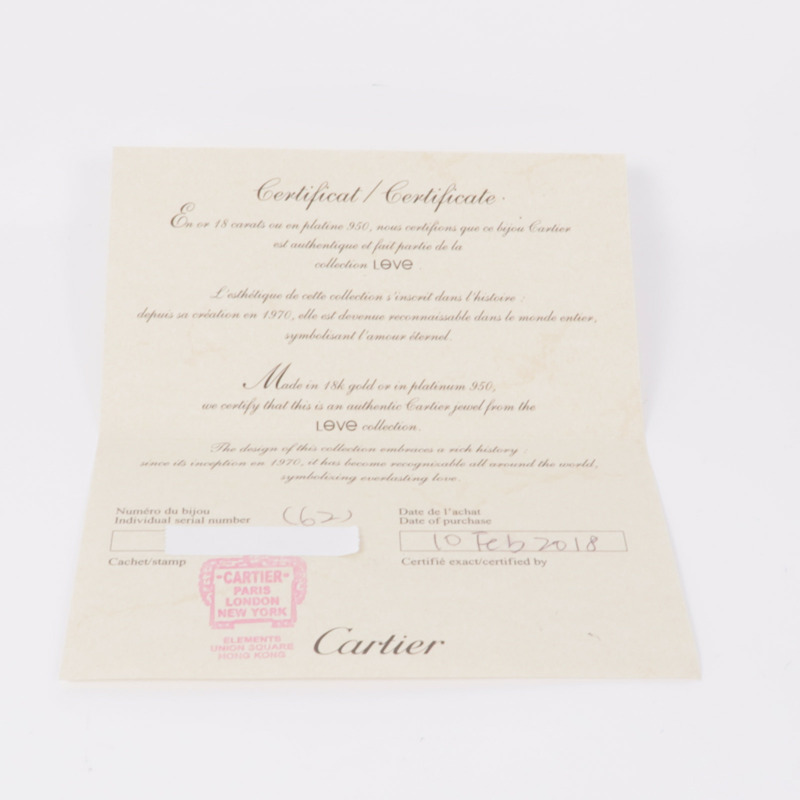 Certificat / Certificate
En or 18 carats ou en platine 950, nous certifions que ce bijou Cartier
est authentique et fait partie de la
collection LOVE
L'esthétique de cette collection s'inscrit dans l'histoire :
depuis sa création en 1970, elle est devenue reconnaissable dans le monde entier,
symbolisant l'amour éternel.
Made in 18k gold or in platinum 950,
we certify that this is an authentic Cartier jewel from the
LOVE collection.
The design of this collection embraces a rich history :
since its inception en 1970, it has become recognizable all around the world,
symbolizing everlasting love.
Numéro du bijou
Individual serial number (62)
Date de l'achat
Date of purchase
10 Feb 2018
Cachet/stamp
Certifié exact/certified by
-CARTIER-
PARIS
LONDON
NEW YORK
ELEMENTS
UNION SQUARE
HONG KONG
Cartier